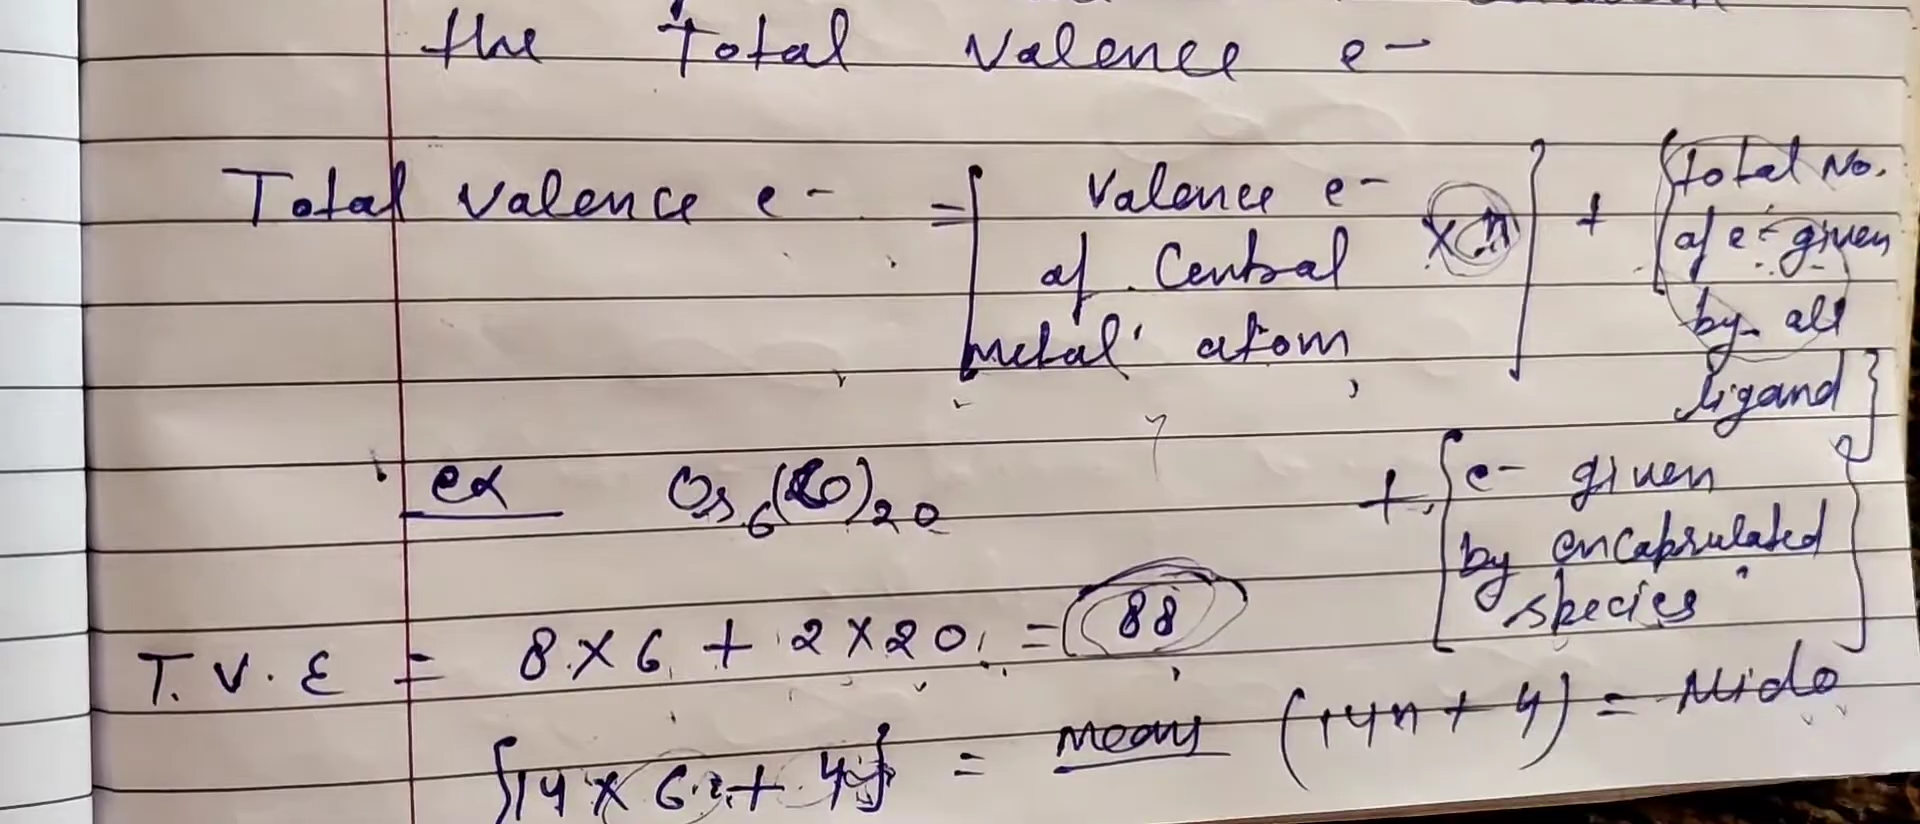 the Total Valence e-
Total valence e- = [Valence e- of Central metal atom × n] + [total No. of e- given by all ligand]
+ [e- given by encapsulated species]
ex Os6(CO)20
T.V.E = 8×6 + 2×20 = 88
{14×6+4} = means (14n+4) = Nido